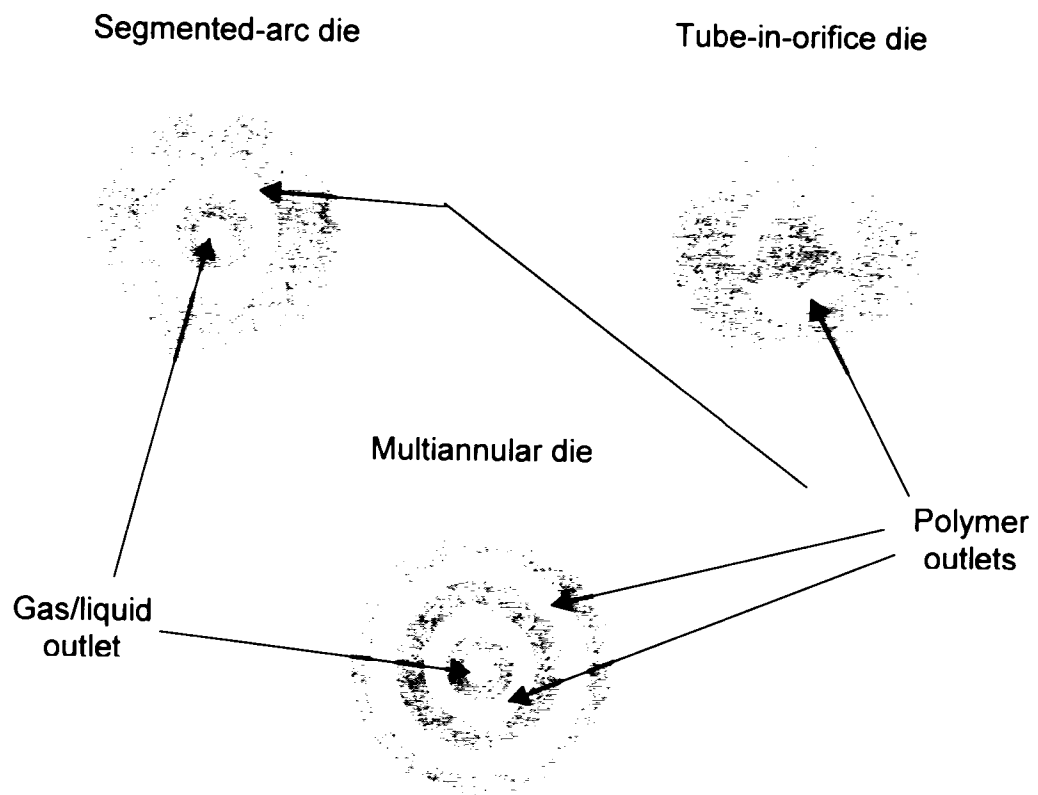 Segmented-arc die
Tube-in-orifice die
Multiannular die
Polymer
outlets
Gas/liquid
outlet